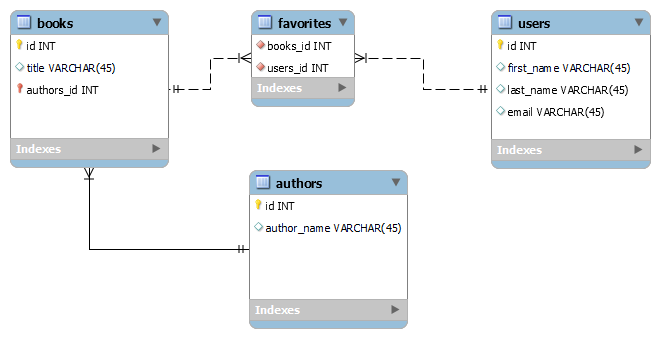 books
id INT
title VARCHAR(45)
authors_id INT
Indexes
favorites
books_id INT
users_id INT
Indexes
users
id INT
first_name VARCHAR(45)
last_name VARCHAR(45)
email VARCHAR(45)
Indexes
authors
id INT
author_name VARCHAR(45)
Indexes